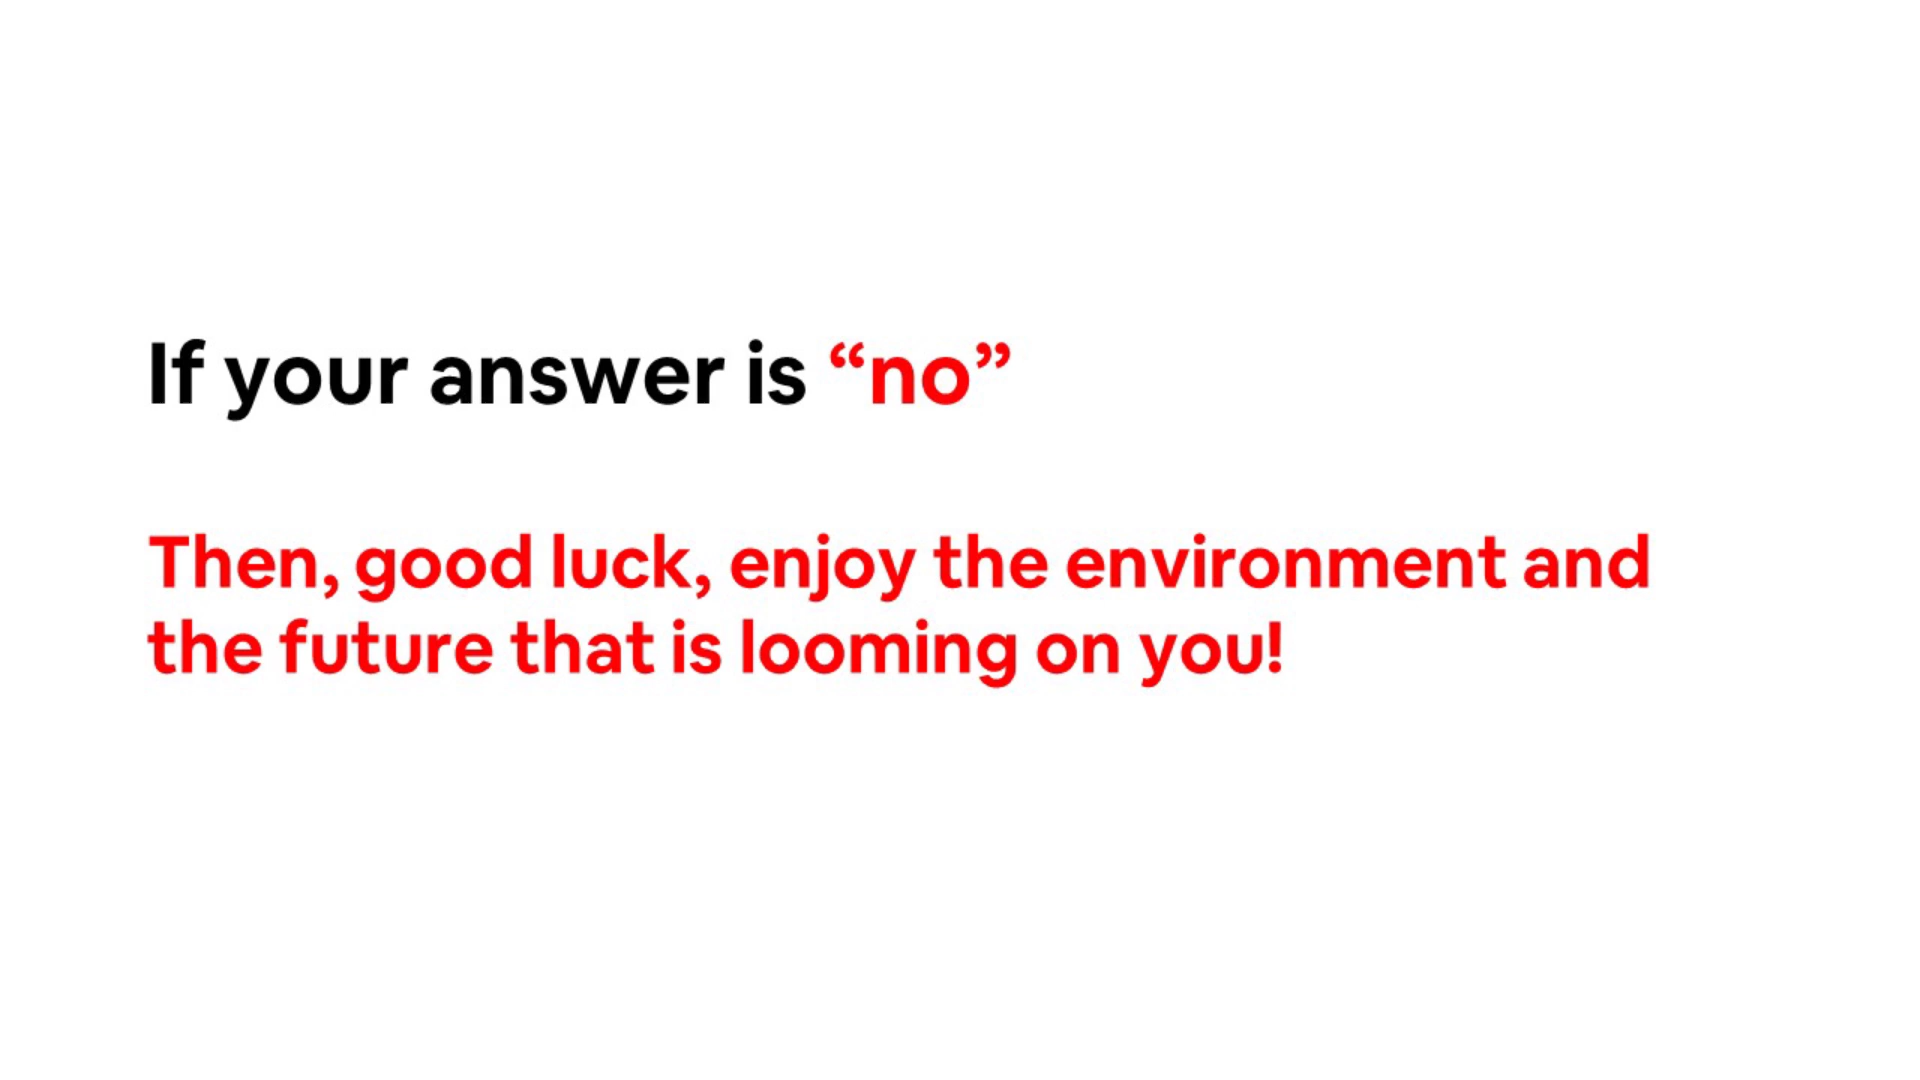 If your answer is “no”
Then, good luck, enjoy the environment and
the future that is looming on you!